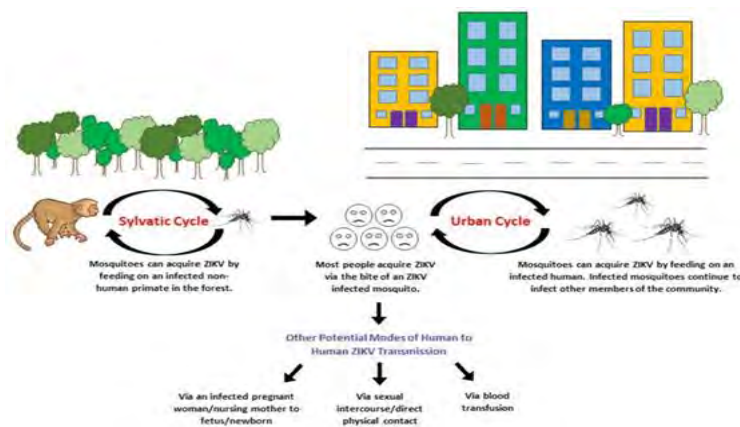 Sylvatic Cycle
Urban Cycle
Mosquitoes can acquire ZIKV by
feeding on an infected non-
human primate in the forest.
Most people acquire ZIKV
via the bite of an ZIKV
infected mosquito.
Mosquitoes can acquire ZIKV by feeding on an
infected human. Infected mosquitoes continue to
infect other members of the community.
Other Potential Modes of Human to
Human ZIKV Transmission
Via an infected pregnant
woman/nursing mother to
fetus/newborn
Via sexual
intercourse/direct
physical contact
Via blood
transfusion